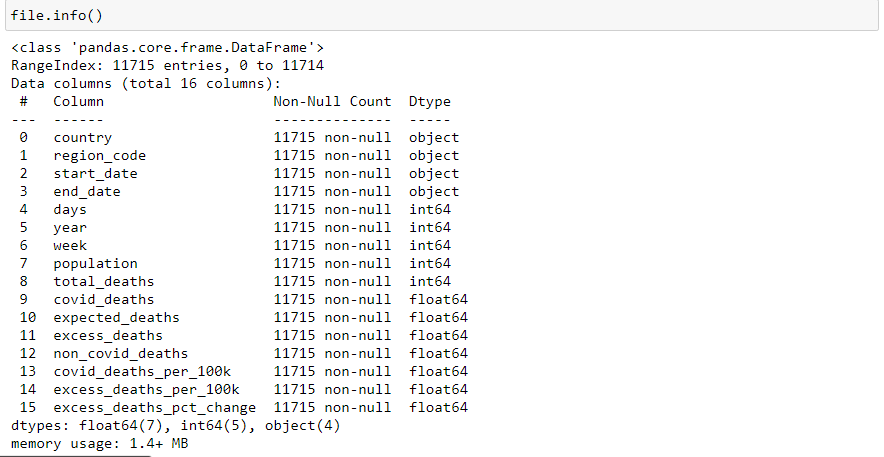 file.info()
<class 'pandas.core.frame.DataFrame'>
RangeIndex: 11715 entries, 0 to 11714
Data columns (total 16 columns):
 #   Column                    Non-Null Count  Dtype
---  ------                    --------------  -----
 0   country                   11715 non-null  object
 1   region_code               11715 non-null  object
 2   start_date                11715 non-null  object
 3   end_date                  11715 non-null  object
 4   days                      11715 non-null  int64
 5   year                      11715 non-null  int64
 6   week                      11715 non-null  int64
 7   population                11715 non-null  int64
 8   total_deaths              11715 non-null  int64
 9   covid_deaths              11715 non-null  float64
 10  expected_deaths           11715 non-null  float64
 11  excess_deaths             11715 non-null  float64
 12  non_covid_deaths          11715 non-null  float64
 13  covid_deaths_per_100k     11715 non-null  float64
 14  excess_deaths_per_100k    11715 non-null  float64
 15  excess_deaths_pct_change  11715 non-null  float64
dtypes: float64(7), int64(5), object(4)
memory usage: 1.4+ MB